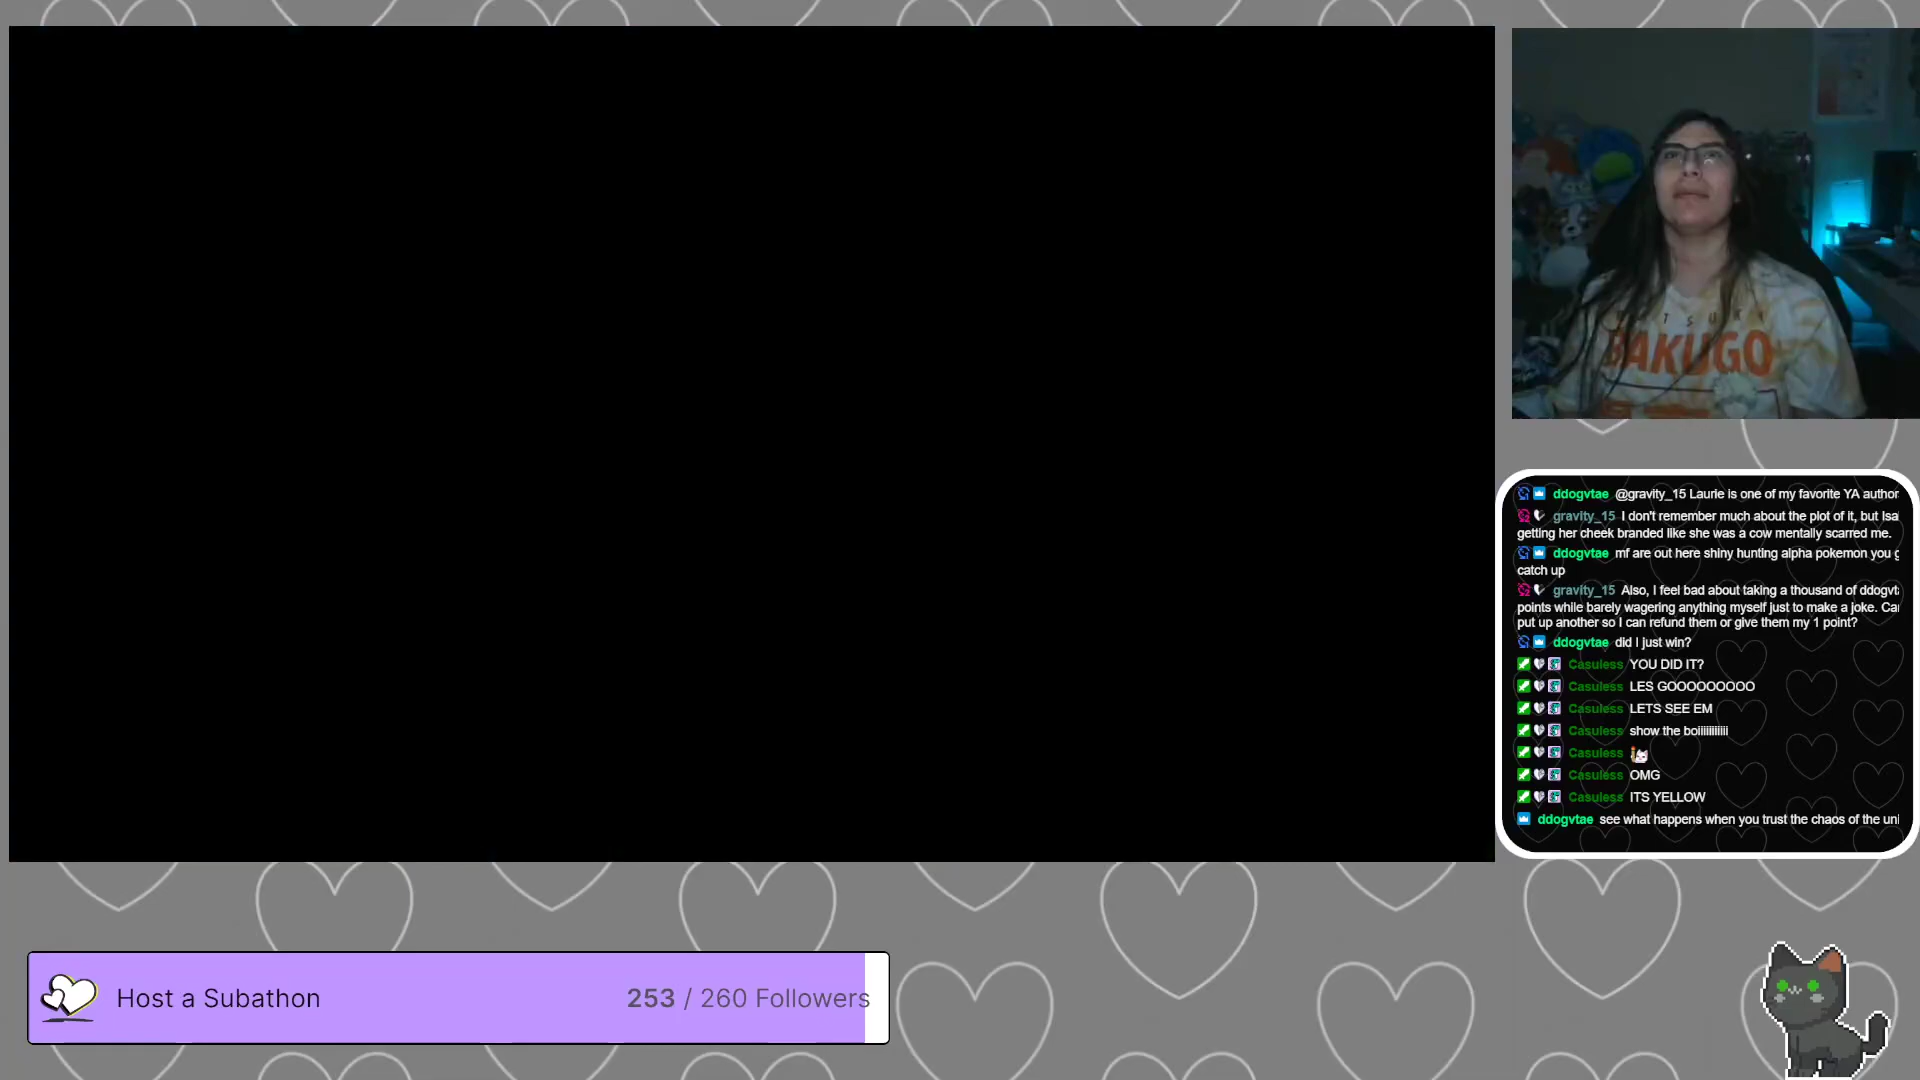 BAKUGO
ddogvtae @gravity_15 Laurie is one of my favorite YA author
gravity_15 I don't remember much about the plot of it, but Isa
getting her cheek branded like she was a cow mentally scarred me.
ddogvtae mf are out here shiny hunting alpha pokemon you g
catch up
gravity_15 Also, I feel bad about taking a thousand of ddogvt
points while barely wagering anything myself just to make a joke. Ca
put up another so I can refund them or give them my 1 point?
ddogvtae did I just win?
Casuless YOU DID IT?
Casuless LES GOOOOOOOOO
Casuless LETS SEE EM
Casuless show the boiiiiiiiiiii
Casuless
Casuless OMG
Casuless ITS YELLOW
ddogvtae see what happens when you trust the chaos of the uni
Host a Subathon 253 / 260 Followers